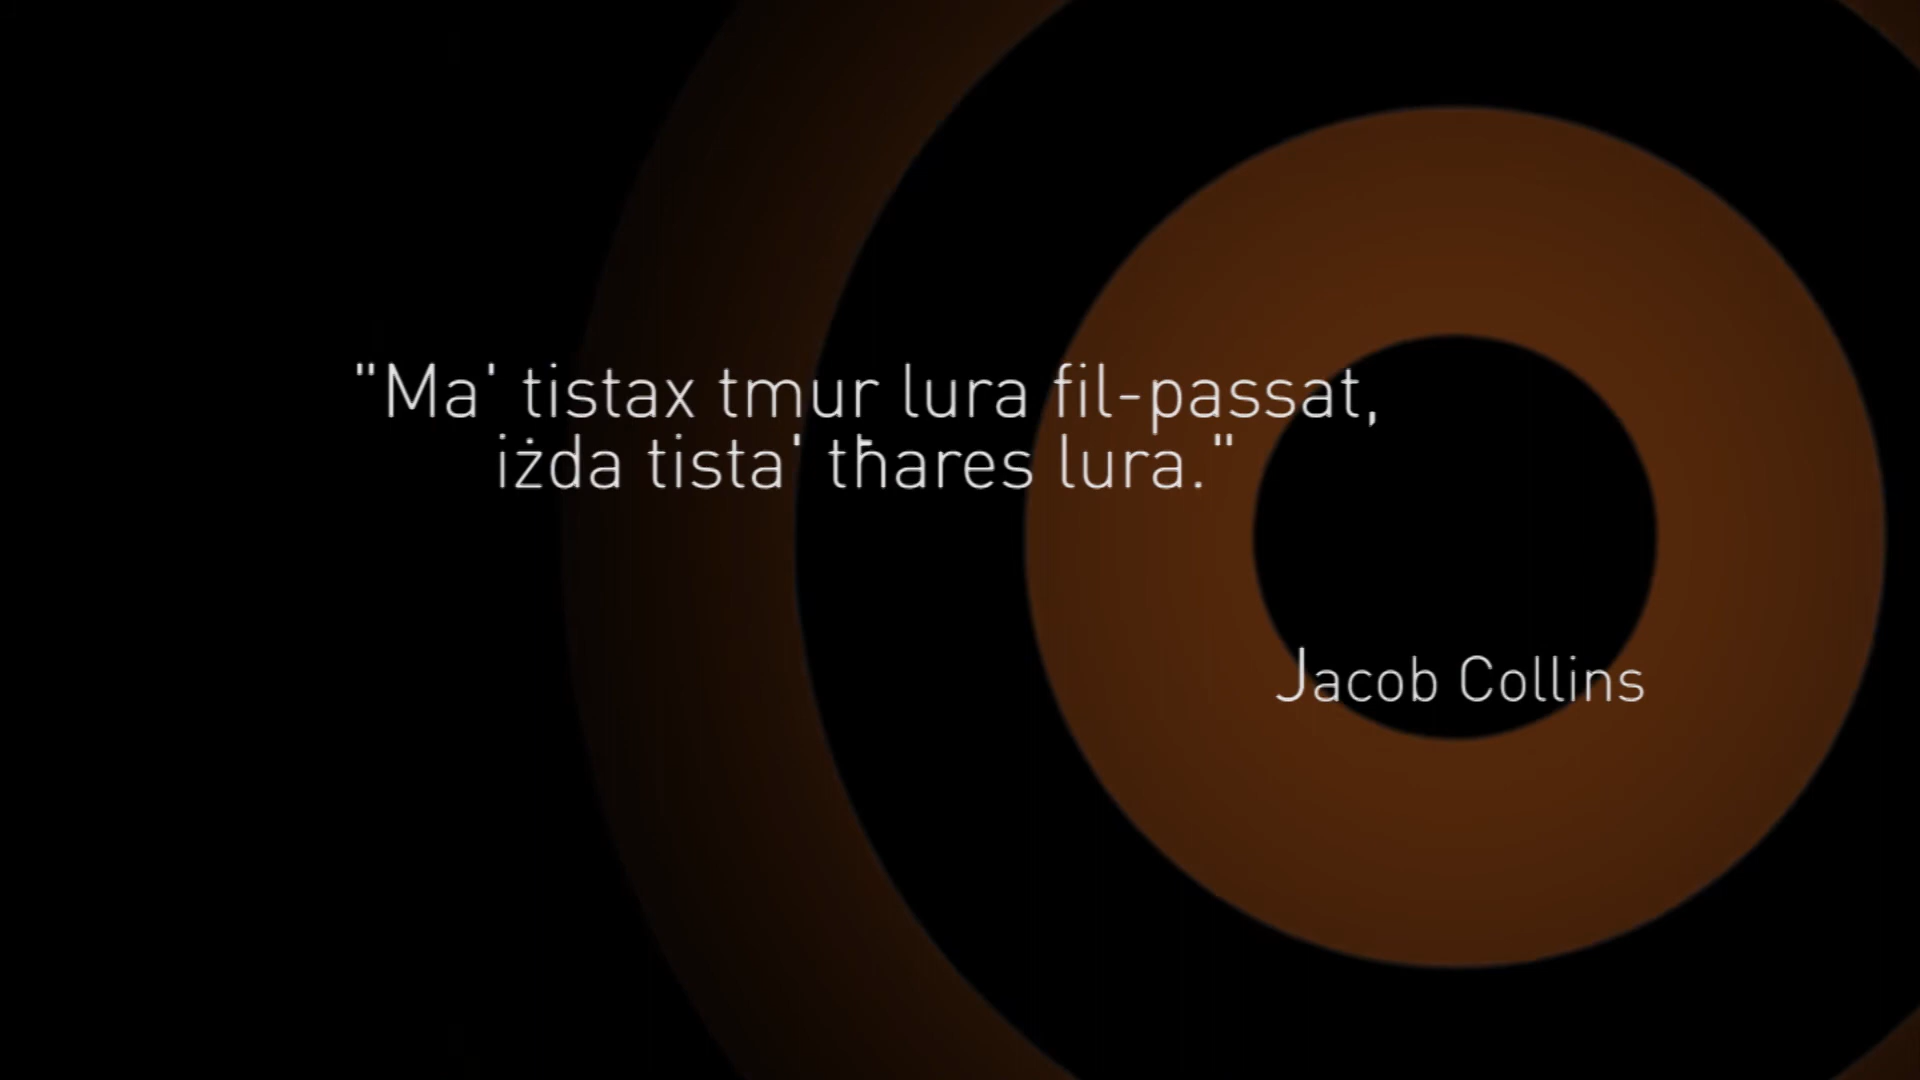 "Ma' tistax tmur lura fil-passat,
iżda tista' tħares lura."
Jacob Collins